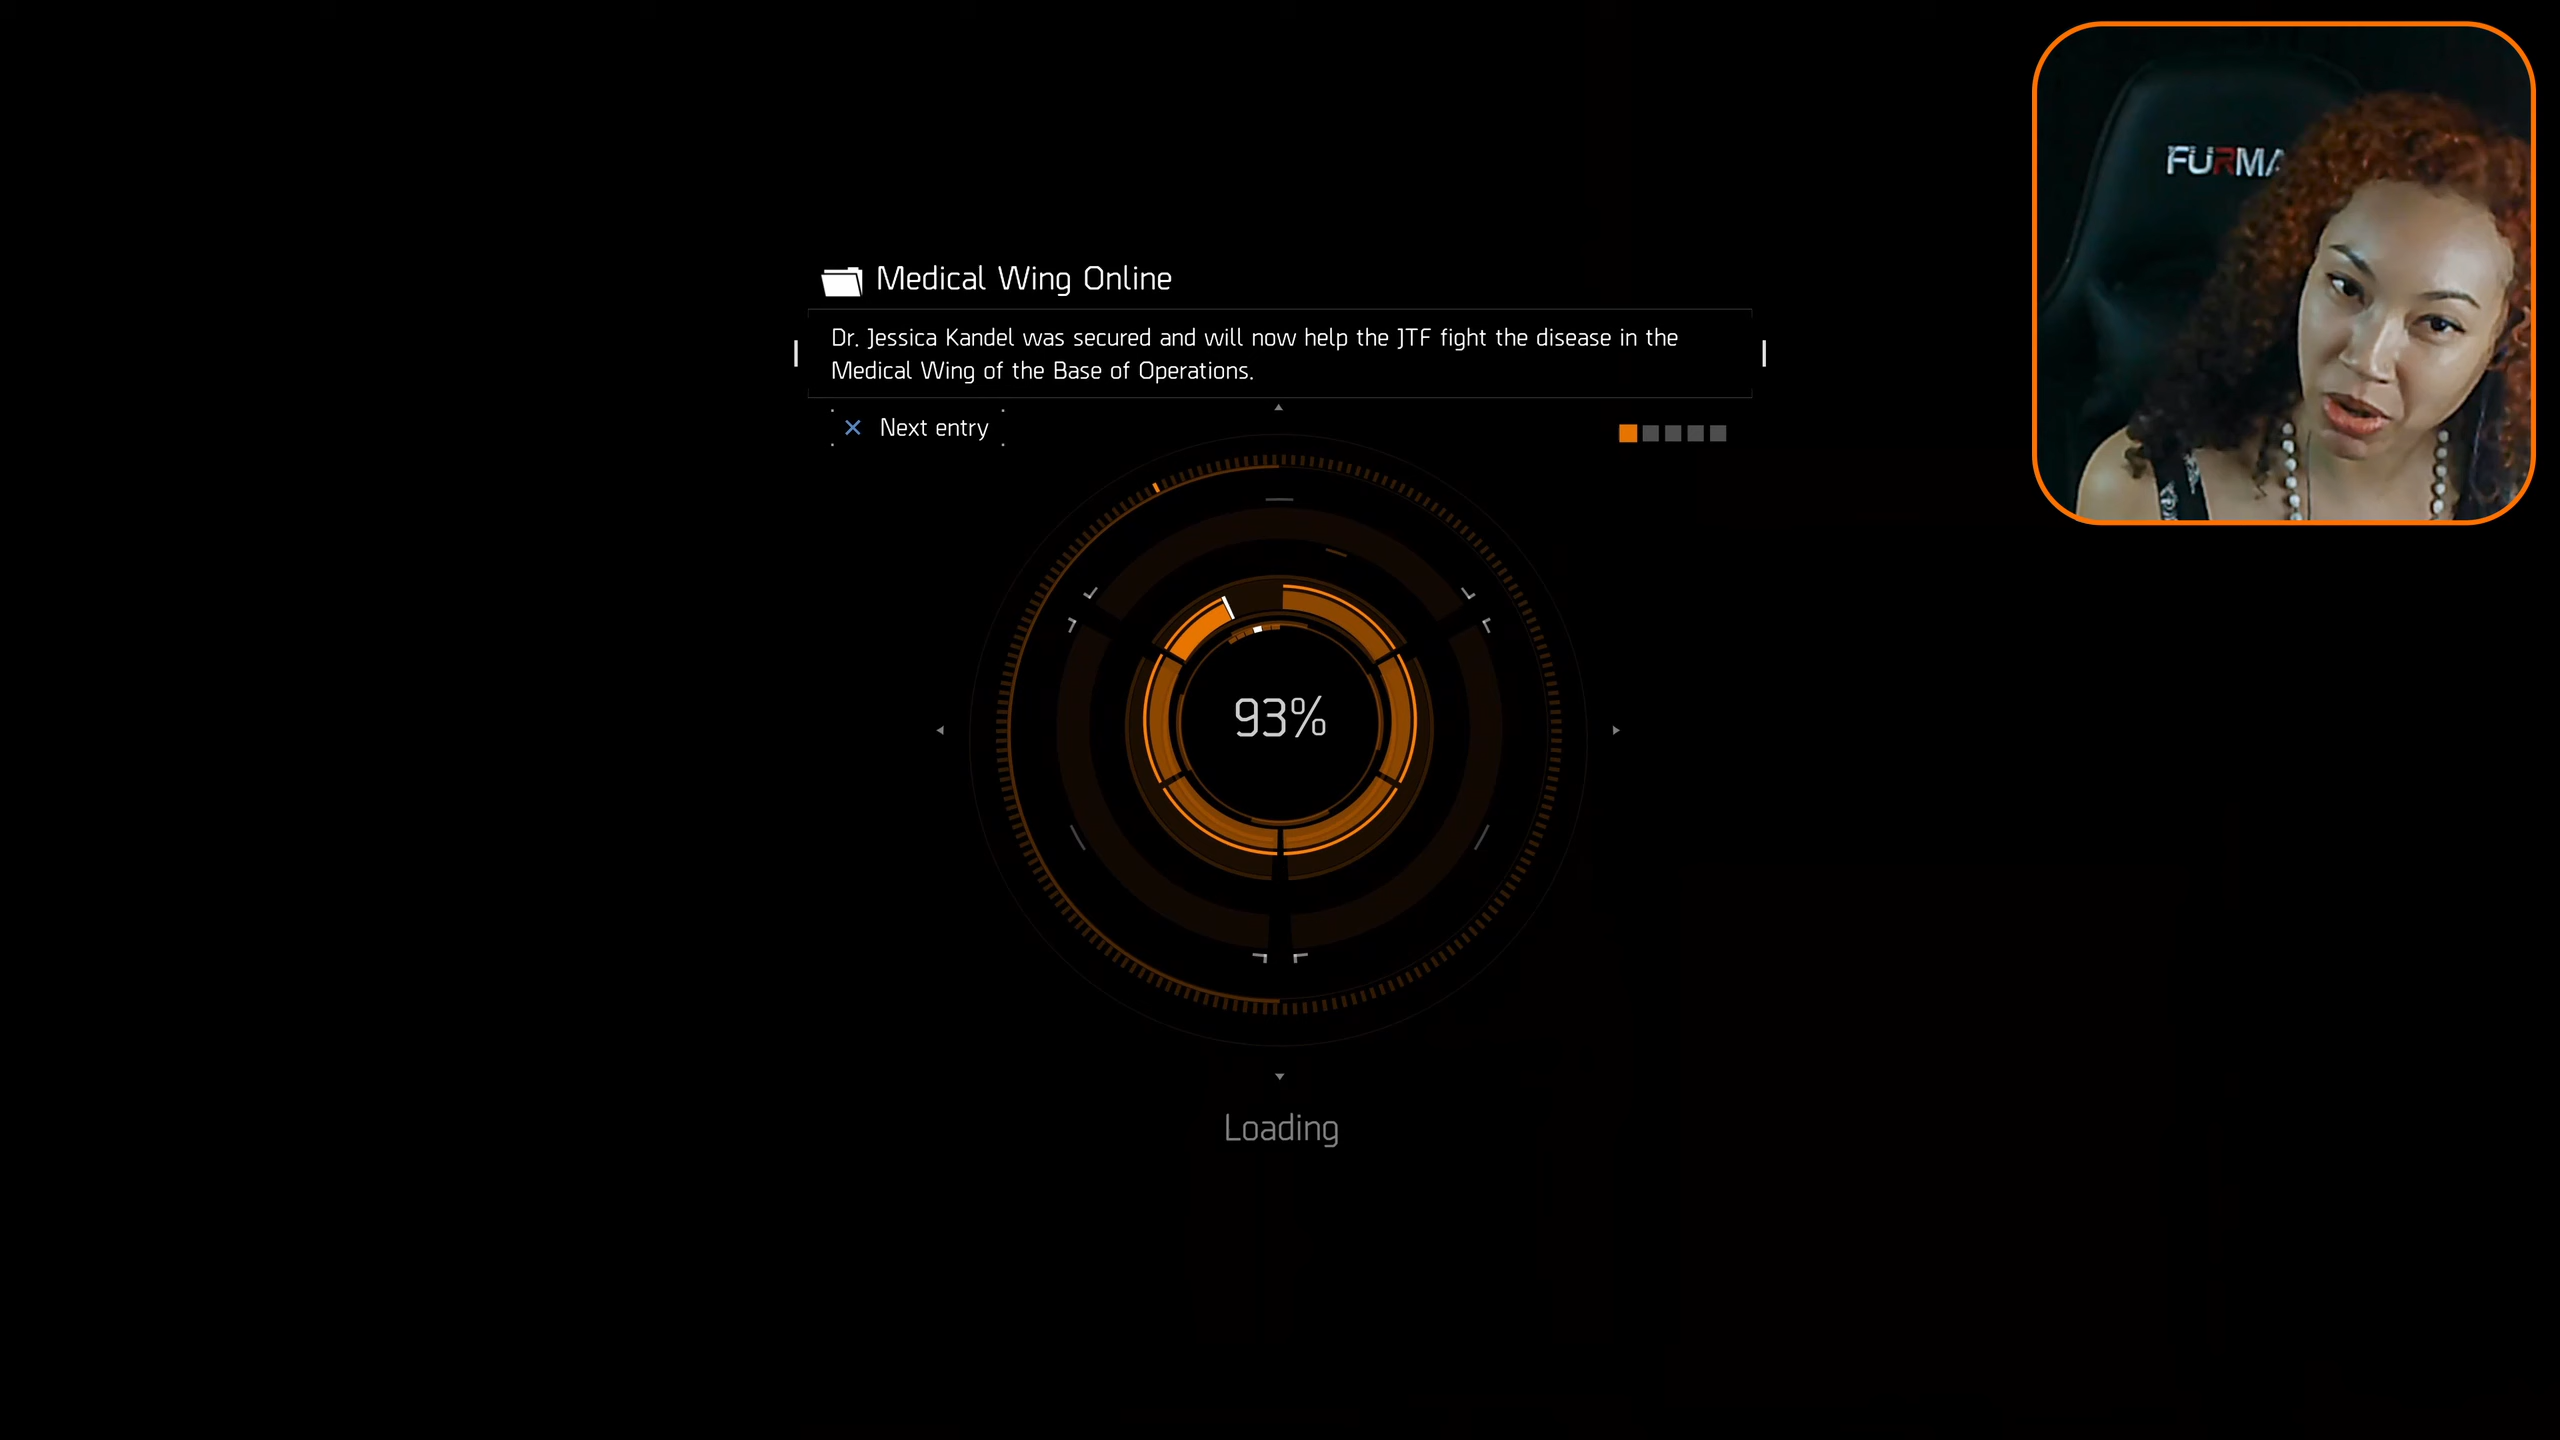 Medical Wing Online
Dr. Jessica Kandel was secured and will now help the JTF fight the disease in the
Medical Wing of the Base of Operations.
Next entry
93%
Loading